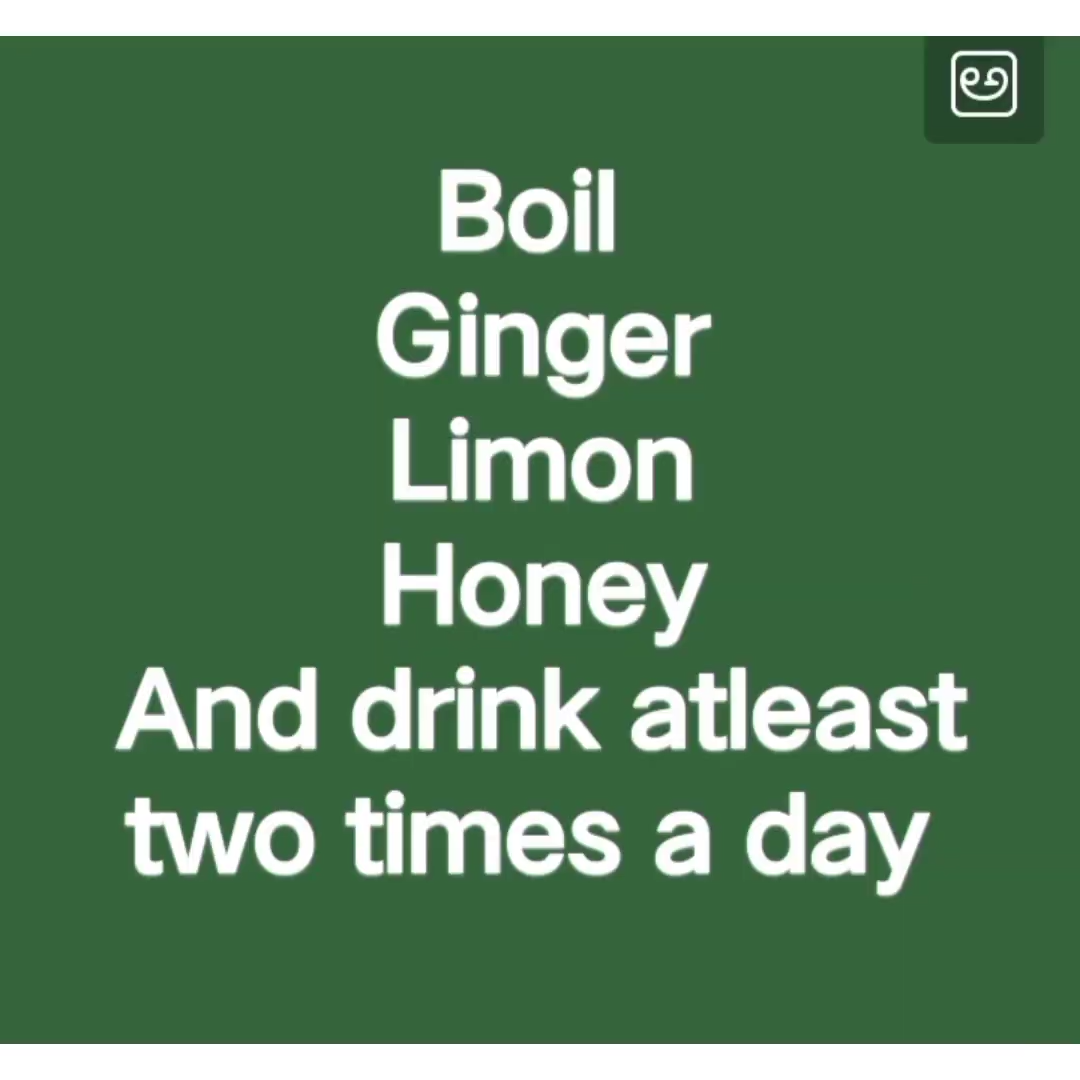 Boil
Ginger
Limon
Honey
And drink atleast
two times a day